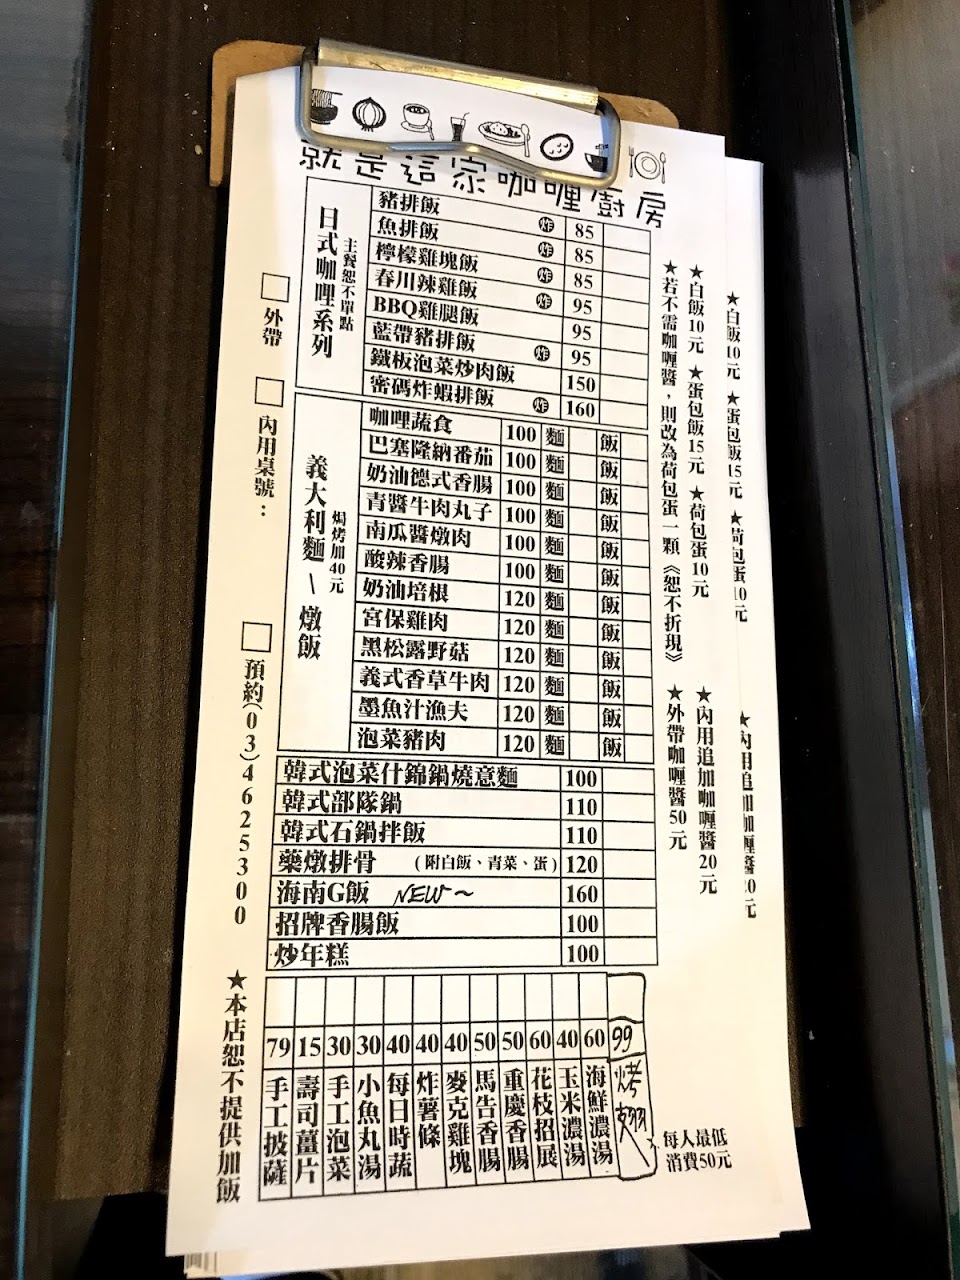 就是這家咖喱廚房
日式咖哩系列
主餐恕不單點
豬排飯 炸 85
魚排飯 炸 85
檸檬雞塊飯 炸 85
春川辣雞飯 炸 95
BBQ雞腿飯 95
藍帶豬排飯 炸 95
鐵板泡菜炒肉飯 150
密碼炸蝦排飯 炸 160
義大利麵\燉飯
焗烤加40元
咖哩蔬食 100 麵 飯
巴塞隆納番茄 100 麵 飯
奶油德式香腸 100 麵 飯
青醬牛肉丸子 100 麵 飯
南瓜醬燉肉 100 麵 飯
酸辣香腸 100 麵 飯
奶油培根 120 麵 飯
宮保雞肉 120 麵 飯
黑松露野菇 120 麵 飯
義式香草牛肉 120 麵 飯
墨魚汁漁夫 120 麵 飯
泡菜豬肉 120 麵 飯
韓式泡菜什錦鍋燒意麵 100
韓式部隊鍋 110
韓式石鍋拌飯 110
藥燉排骨 (附白飯、青菜、蛋) 120
海南G飯 NEW~ 160
招牌香腸飯 100
炒年糕 100
79 手工披薩
15 壽司薑片
30 手工泡菜
30 小魚丸湯
40 每日時蔬
40 炸薯條
40 麥克雞塊
50 馬告香腸
50 重慶香腸
60 花枝招展
40 玉米濃湯
60 海鮮濃湯
99 烤翅
每人最低
消費50元
外帶
內用桌號:
預約(03)4625300
★本店恕不提供加飯
★白飯10元 ★蛋包飯15元 ★荷包蛋10元
★若不需咖喱醬,則改為荷包蛋一顆《恕不折現》
★內用追加咖喱醬20元
★外帶咖喱醬50元
★白飯10元 ★蛋包飯15元 ★荷包蛋10元
★內用追加咖喱醬20元